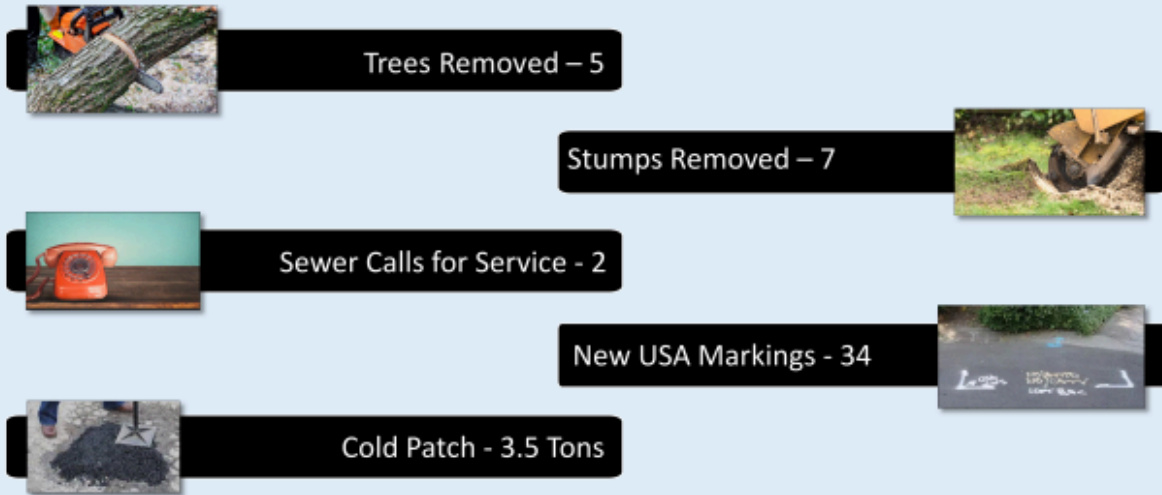 Trees Removed – 5
Stumps Removed – 7
Sewer Calls for Service - 2
New USA Markings - 34
Cold Patch - 3.5 Tons